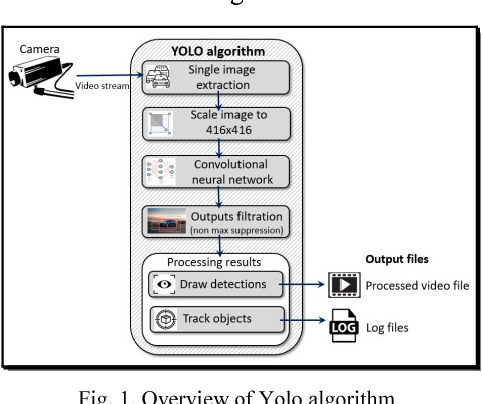 Camera
Video stream
YOLO algorithm
Single image
extraction
Scale image to
416x416
Convolutional
neural network
Outputs filtration
(non max suppression)
Processing results
Draw detections
Track objects
Output files
Processed video file
LOG
Log files
Fig. 1. Overview of Yolo algorithm.